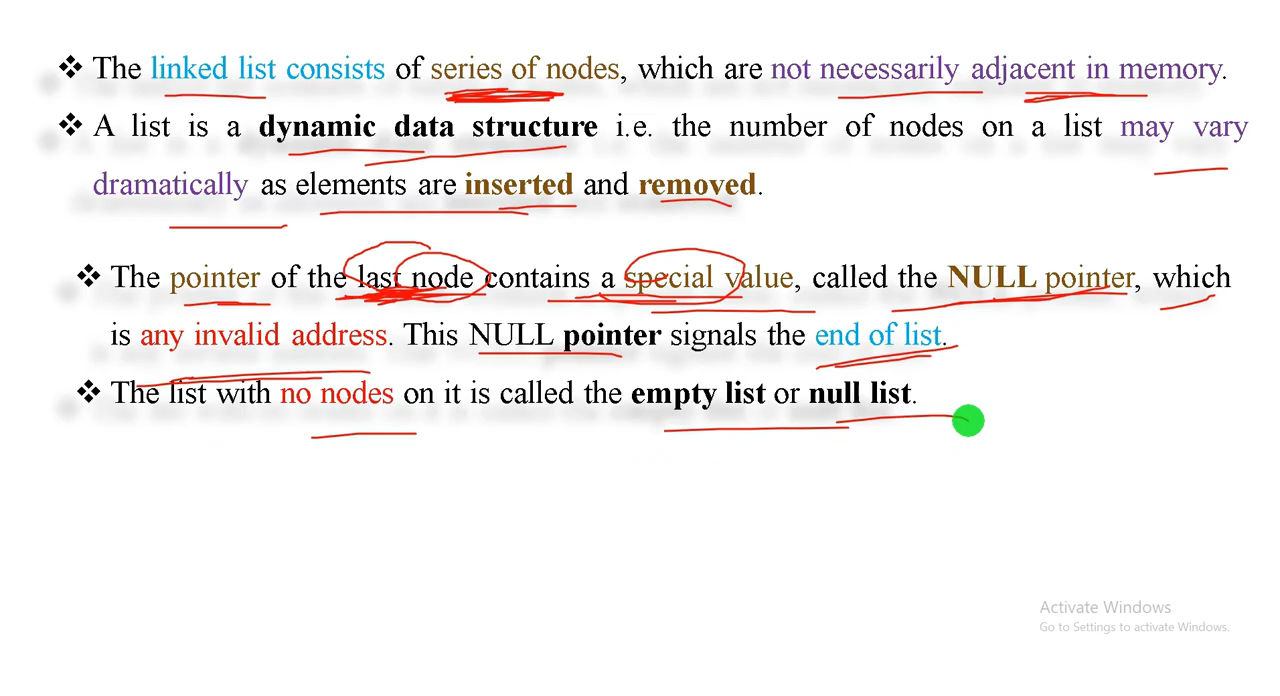 ❖ The linked list consists of series of nodes, which are not necessarily adjacent in memory.
❖ A list is a dynamic data structure i.e. the number of nodes on a list may vary
dramatically as elements are inserted and removed.
❖ The pointer of the last node contains a special value, called the NULL pointer, which
is any invalid address. This NULL pointer signals the end of list.
❖ The list with no nodes on it is called the empty list or null list.
Activate Windows
Go to Settings to activate Windows.